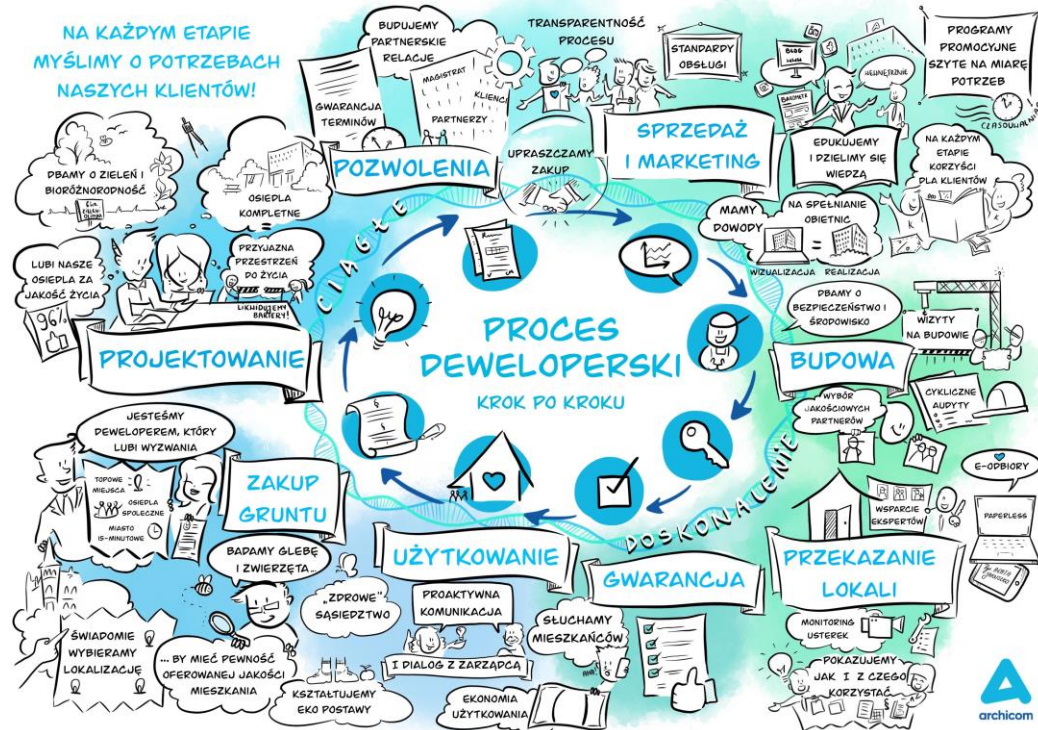 NA KAŻDYM ETAPIE
MYŚLIMY O POTRZEBACH
NASZYCH KLIENTÓW!
BUDUJEMY
PARTNERSKIE
RELACJE
GWARANCJA
TERMINÓW
MAGISTRAT
KLIENCI
PARTNERZY
POZWOLENIA
TRANSPARENTNOŚĆ
PROCESU
UPRASZCZAMY
ZAKUP
STANDARDY
OBSŁUGI
SPRZEDAŻ
I MARKETING
BLOG
WEWNĘTRZNIE
BAROMETR
EDUKUJEMY
I DZIELIMY SIĘ
WIEDZĄ
PROGRAMY
PROMOCYJNE
SZYTE NA MIARĘ
POTRZEB
CZASOUMILANIA
NA KAŻDYM
ETAPIE
KORZYŚCI
DLA KLIENTÓW
MAMY
DOWODY
NA SPEŁNIANIE
OBIETNIC
=
WIZUALIZACJA
REALIZACJA
DBAMY O ZIELEŃ I
BIORÓŻNORODNOŚĆ
OSIEDLA
KOMPLETNE
=
LUBI NASZE
OSIEDLA ZA
JAKOŚĆ ŻYCIA
96%
PRZYJAZNA
PRZESTRZEŃ
DO ŻYCIA
LIKWIDUJEMY
BARIERY!
PROJEKTOWANIE
CIĄGŁE
DOSKONALENIE
PROCES
DEWELOPERSKI
KROK PO KROKU
DBAMY O
BEZPIECZEŃSTWO I
ŚRODOWISKO
WIZYTY
NA BUDOWIE
BUDOWA
WYBÓR
JAKOŚCIOWYCH
PARTNERÓW
CYKLICZNE
AUDYTY
E-ODBIORY
WSPARCIE
EKSPERTÓW
PAPERLESS
PRZEKAZANIE
LOKALI
MONITORING
USTEREK
POKAZUJEMY
JAK I Z CZEGO
KORZYSTAĆ
GWARANCJA
SŁUCHAMY
MIESZKAŃCÓW
AHA!
UŻYTKOWANIE
„ZDROWE"
SĄSIEDZTWO
PROAKTYWNA
KOMUNIKACJA
I DIALOG Z ZARZĄDCĄ
KSZTAŁTUJEMY
EKO POSTAWY
EKONOMIA
UŻYTKOWANIA
JESTEŚMY
DEWELOPEREM, KTÓRY
LUBI WYZWANIA
TOPOWE
MIEJSCA
OSIEDLA
SPOŁECZNE
MIASTO
15-MINUTOWE
ZAKUP
GRUNTU
BADAMY GLEBĘ
I ZWIERZĘTA...
... BY MIEĆ PEWNOŚĆ
OFEROWANEJ JAKOŚCI
MIESZKANIA
ŚWIADOMIE
WYBIERAMY
LOKALIZACJĘ
archicom